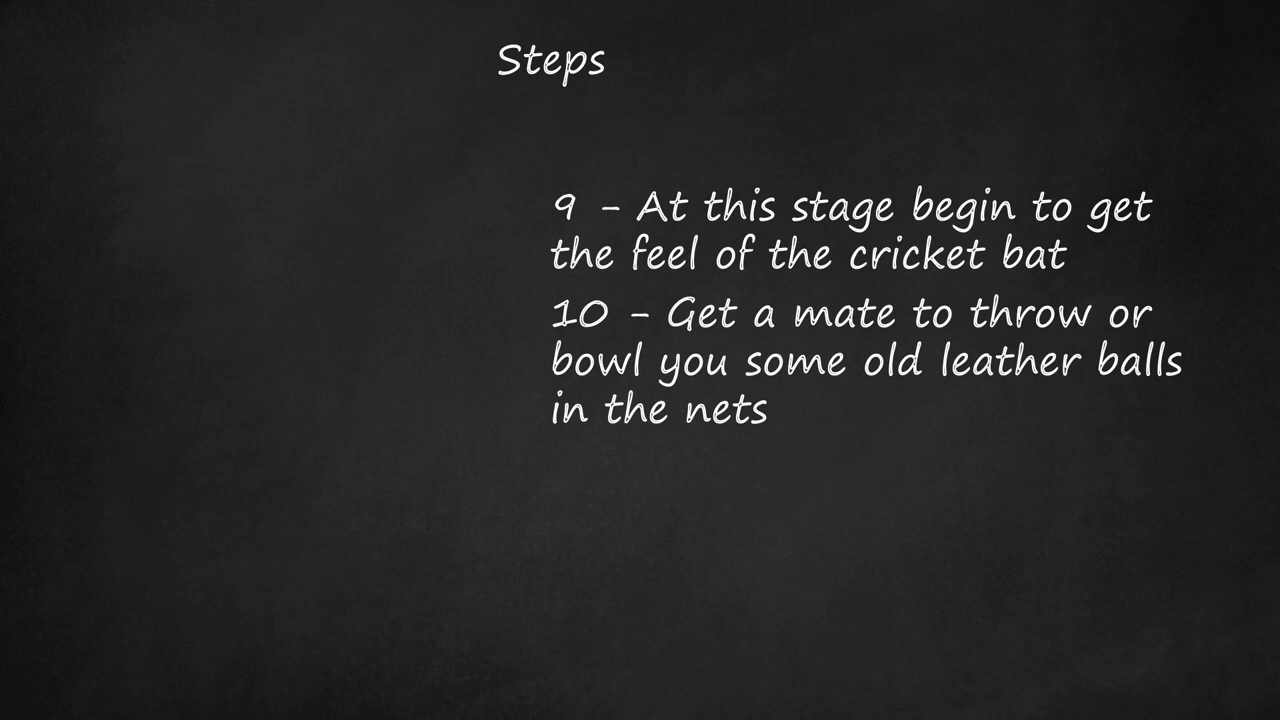 Steps
9 - At this stage begin to get
the feel of the cricket bat
10 - Get a mate to throw or
bowl you some old leather balls
in the nets